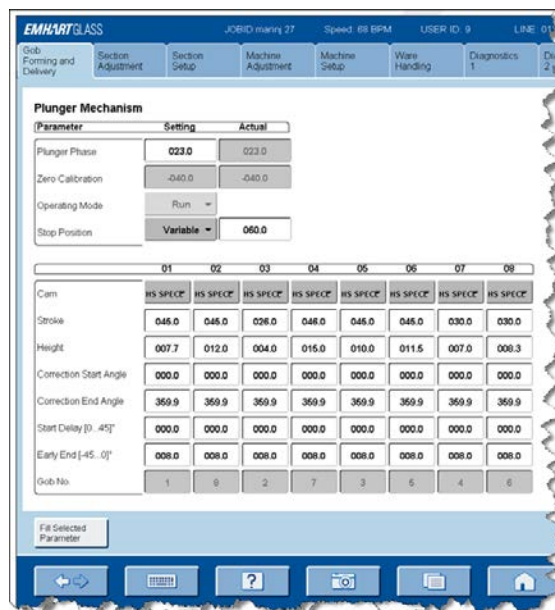 EMHART GLASS JOBID marinj 27 Speed: 68 BPM USER ID: 9 LINE 01
Gob Forming and Delivery Section Adjustment Section Setup Machine Adjustment Machine Setup Ware Handling Diagnostics 1
Plunger Mechanism
Parameter Setting Actual
Plunger Phase 023.0 023.0
Zero Calibration -040.0 -040.0
Operating Mode Run
Stop Position Variable 060.0
01 02 03 04 05 06 07 08
Cam HS SPECE HS SPECE HS SPECE HS SPECE HS SPECE HS SPECE HS SPECE HS SPECE
Stroke 045.0 045.0 026.0 046.0 045.0 045.0 030.0 030.0
Height 007.7 012.0 004.0 015.0 010.0 011.5 007.0 008.3
Correction Start Angle 000.0 000.0 000.0 000.0 000.0 000.0 000.0 000.0
Correction End Angle 359.9 359.9 359.9 359.9 359.9 359.9 359.9 359.9
Start Delay [0..45]° 000.0 000.0 000.0 000.0 000.0 000.0 000.0 000.0
Early End [-45..0]° 008.0 008.0 008.0 008.0 008.0 008.0 008.0 008.0
Gob No. 1 8 2 7 3 5 4 6
Fill Selected
Parameter
?